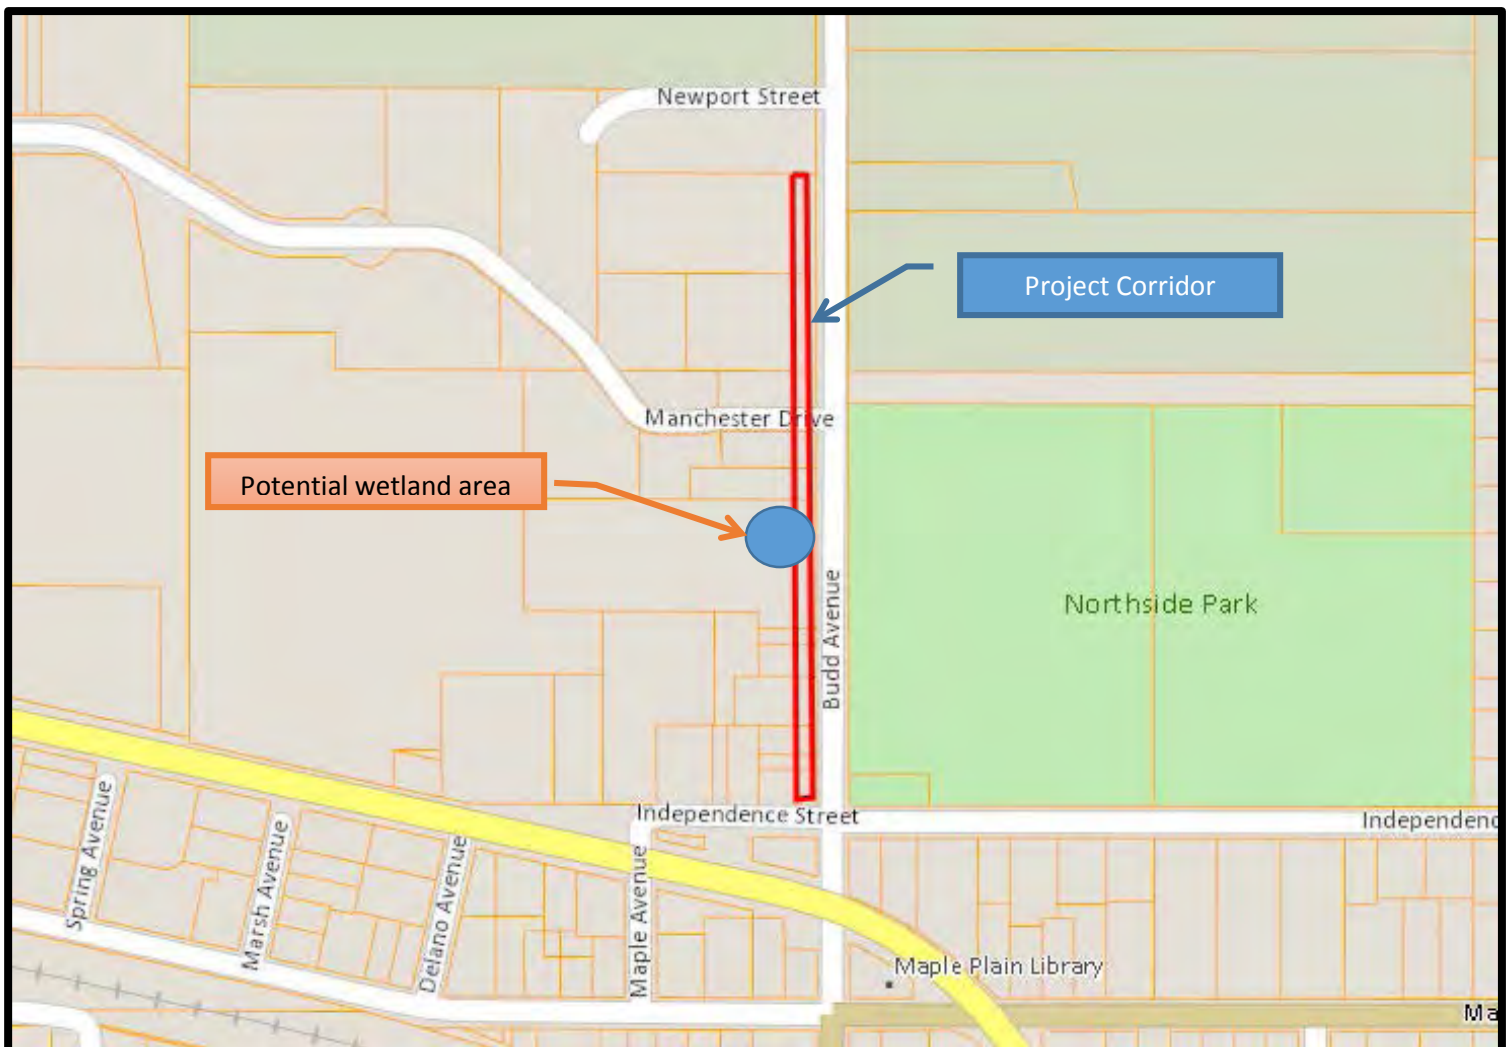 Newport Street
Project Corridor
Manchester Drive
Potential wetland area
Northside Park
Budd Avenue
Independence Street
Independenc
Spring Avenue
Marsh Avenue
Delano Avenue
Maple Avenue
Maple Plain Library
Ma